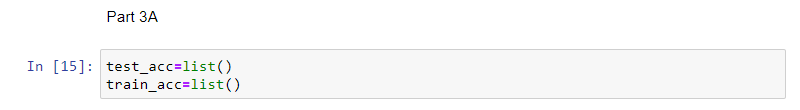 Part 3A
In [15]: test_acc=list()
train_acc=list()